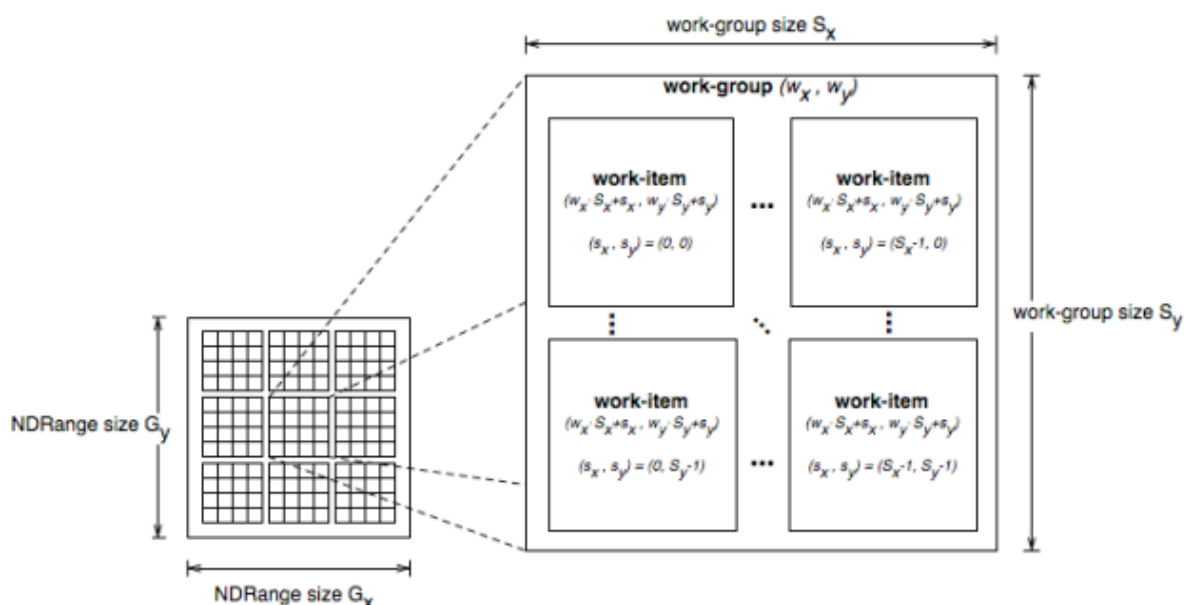 work-group size Sx
work-group (wx , wy)
work-item
(wx· Sx+sx , wy· Sy+sy)
(sx , sy) = (0, 0)
...
work-item
(wx· Sx+sx , wy· Sy+sy)
(sx , sy) = (Sx-1, 0)
work-group size Sy
work-item
(wx· Sx+sx , wy· Sy+sy)
(sx , sy) = (0, Sy-1)
...
work-item
(wx· Sx+sx , wy· Sy+sy)
(sx , sy) = (Sx-1, Sy-1)
NDRange size Gy
NDRange size Gx